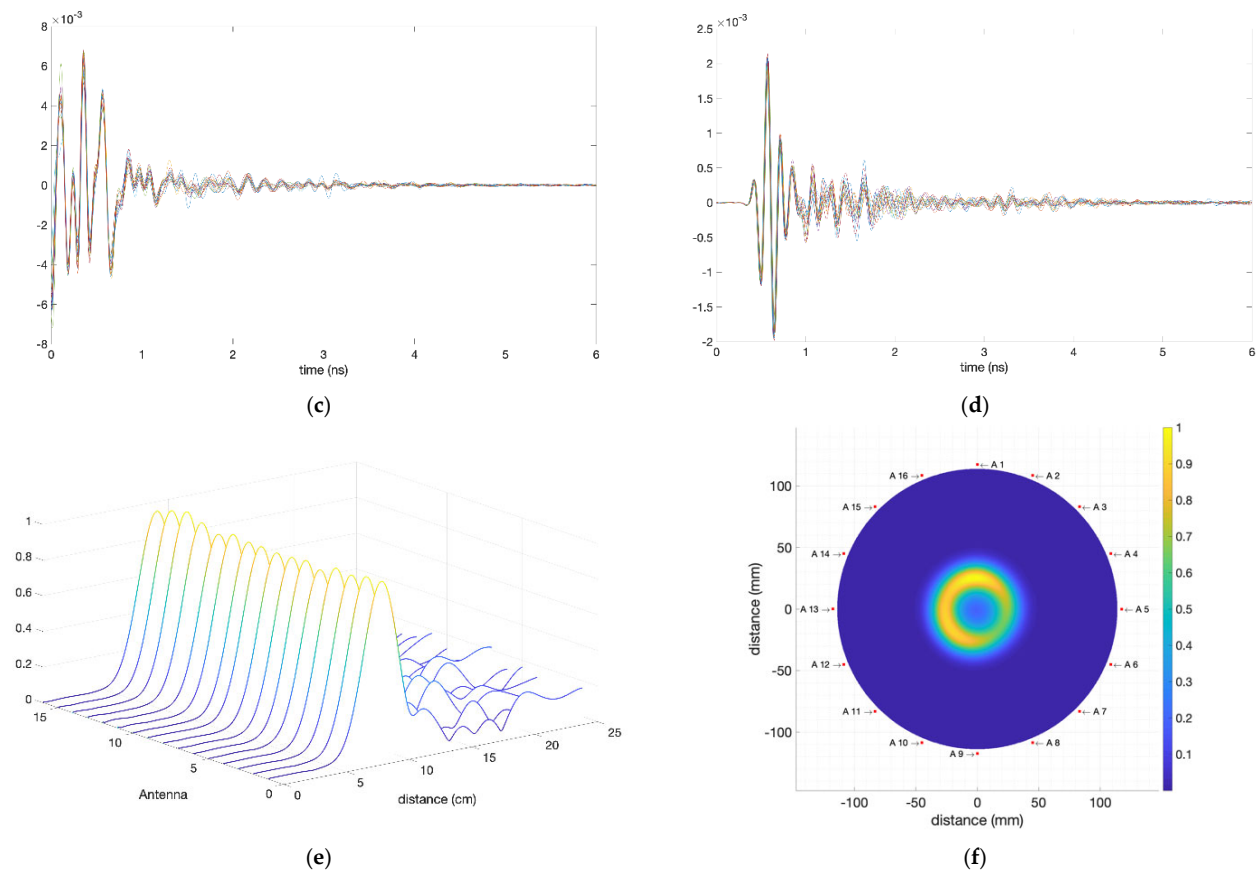 ×10⁻³
8
6
4
2
0
-2
-4
-6
-8
0 1 2 3 4 5 6
time (ns)
(c)
×10⁻³
2.5
2
1.5
1
0.5
0
-0.5
-1
-1.5
-2
0 1 2 3 4 5 6
time (ns)
(d)
1
0.8
0.6
0.4
0.2
0
15 10 5 0
Antenna
0 5 10 15 20 25
distance (cm)
(e)
100
50
0
-50
-100
distance (mm)
← A 1
← A 2
← A 3
← A 4
← A 5
← A 6
← A 7
← A 8
A 9 →
A 10 →
A 11 →
A 12 →
A 13 →
A 14 →
A 15 →
A 16 →
-100 -50 0 50 100
distance (mm)
1
0.9
0.8
0.7
0.6
0.5
0.4
0.3
0.2
0.1
(f)